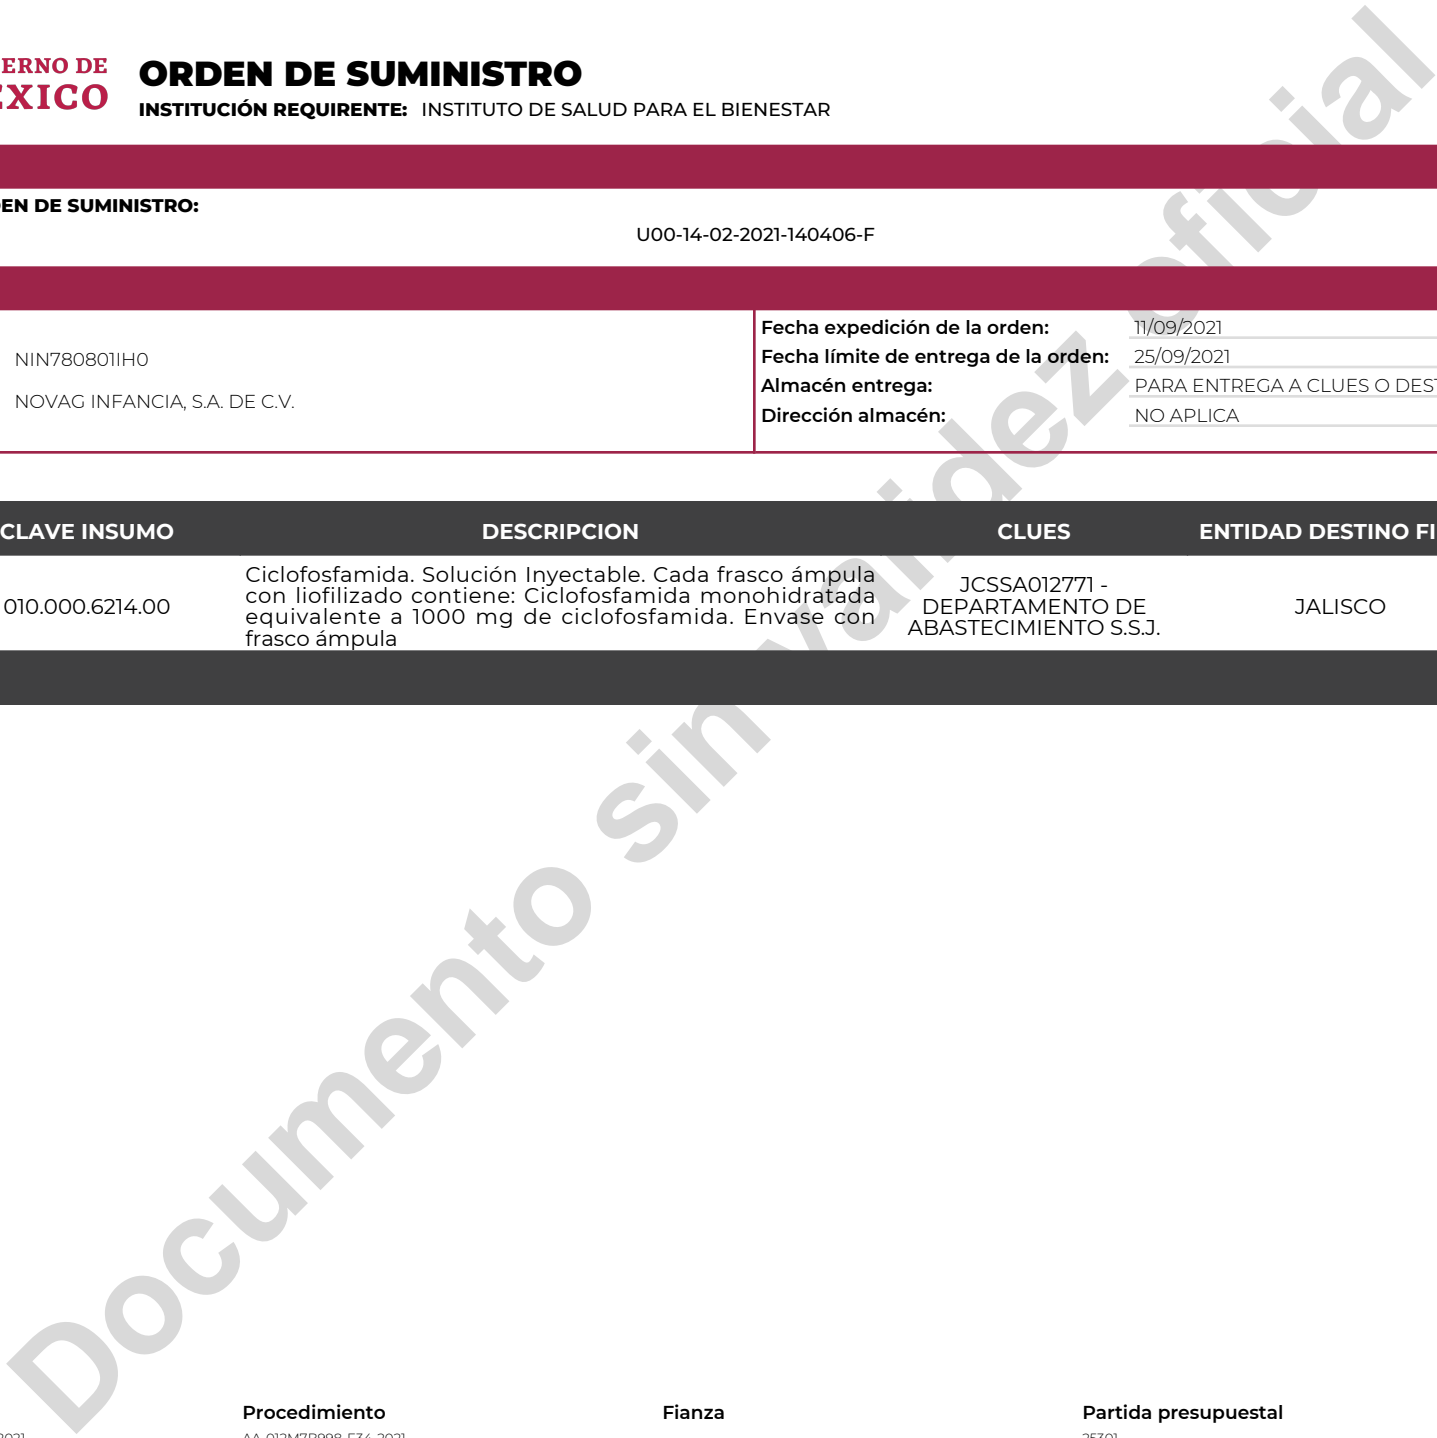 ERNO DE
EXICO
ORDEN DE SUMINISTRO
INSTITUCIÓN REQUIRENTE: INSTITUTO DE SALUD PARA EL BIENESTAR
EN DE SUMINISTRO:
U00-14-02-2021-140406-F
NIN780801IH0
NOVAG INFANCIA, S.A. DE C.V.
Fecha expedición de la orden: 11/09/2021
Fecha límite de entrega de la orden: 25/09/2021
Almacén entrega: PARA ENTREGA A CLUES O DEST
Dirección almacén: NO APLICA
CLAVE INSUMO DESCRIPCION CLUES ENTIDAD DESTINO FI
010.000.6214.00
Ciclofosfamida. Solución Inyectable. Cada frasco ámpula
con liofilizado contiene: Ciclofosfamida monohidratada
equivalente a 1000 mg de ciclofosfamida. Envase con
frasco ámpula
JCSSA012771 -
DEPARTAMENTO DE
ABASTECIMIENTO S.S.J.
JALISCO
Documento sin validez oficial
Procedimiento Fianza Partida presupuestal